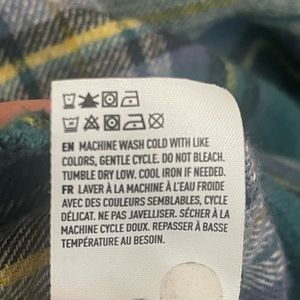 EN MACHINE WASH COLD WITH LIKE
COLORS, GENTLE CYCLE. DO NOT BLEACH.
TUMBLE DRY LOW. COOL IRON IF NEEDED.
FR LAVER À LA MACHINE À L'EAU FROIDE
AVEC DES COULEURS SEMBLABLES, CYCLE
DÉLICAT. NE PAS JAVELLISER. SÉCHER À LA
MACHINE CYCLE DOUX. REPASSER À BASSE
TEMPÉRATURE AU BESOIN.